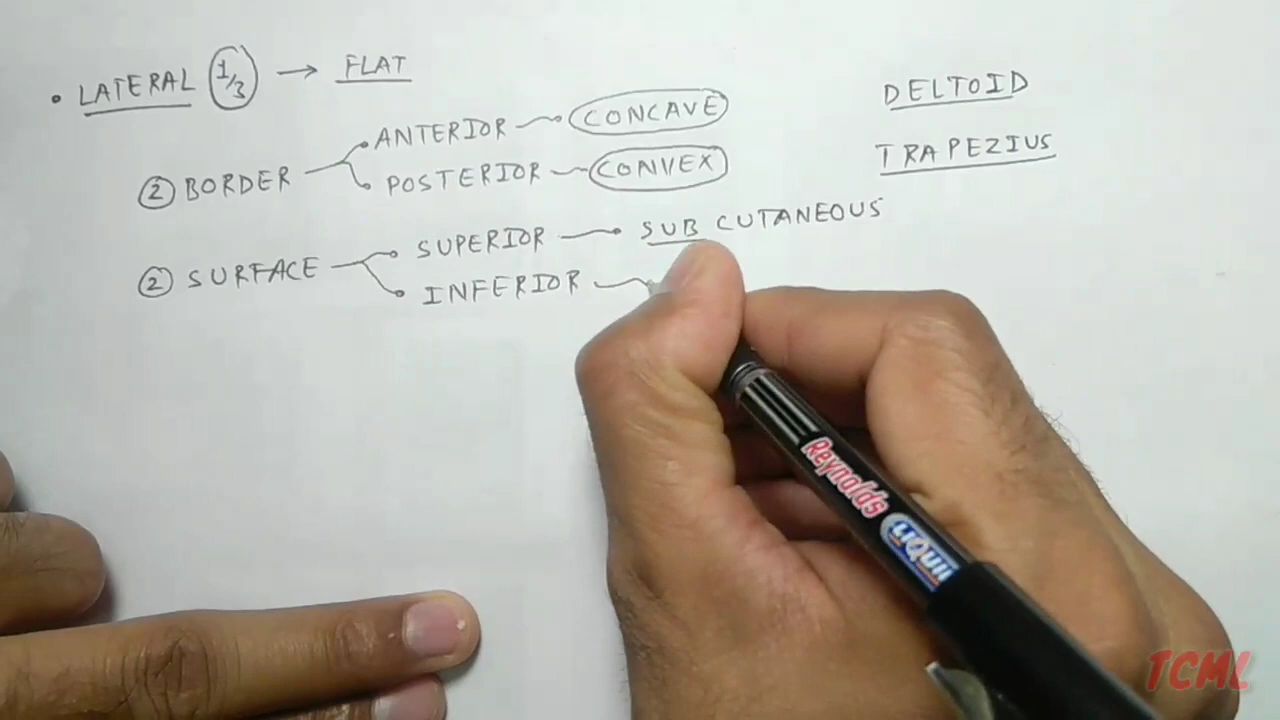 • LATERAL 1/3 → FLAT
② BORDER
ANTERIOR CONCAVE
POSTERIOR CONVEX
② SURFACE
SUPERIOR SUB CUTANEOUS
INFERIOR
DELTOID
TRAPEZIUS
Reynolds
LIQUI
TCML